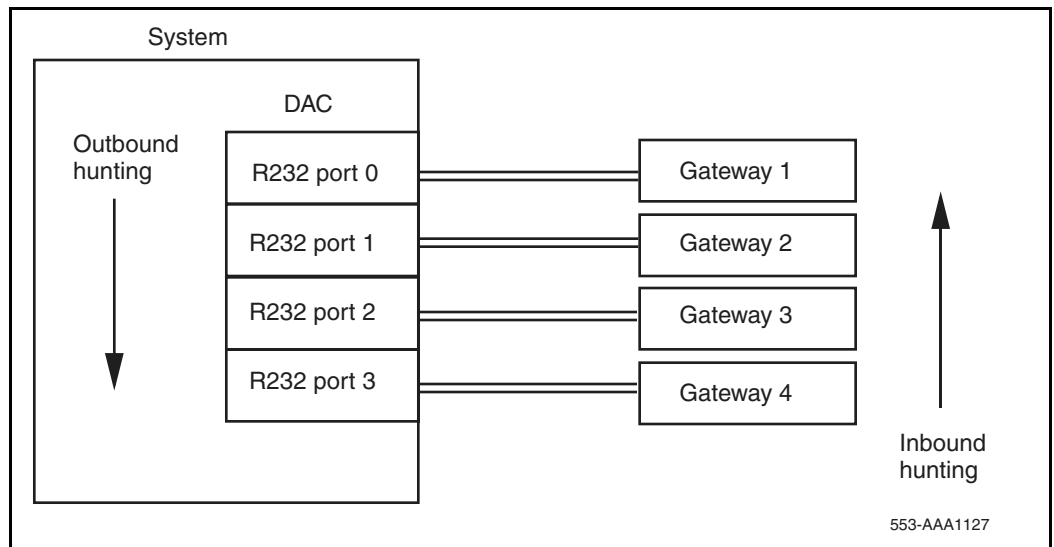 System
DAC
Outbound
hunting
R232 port 0
Gateway 1
R232 port 1
Gateway 2
R232 port 2
Gateway 3
R232 port 3
Gateway 4
Inbound
hunting
553-AAA1127